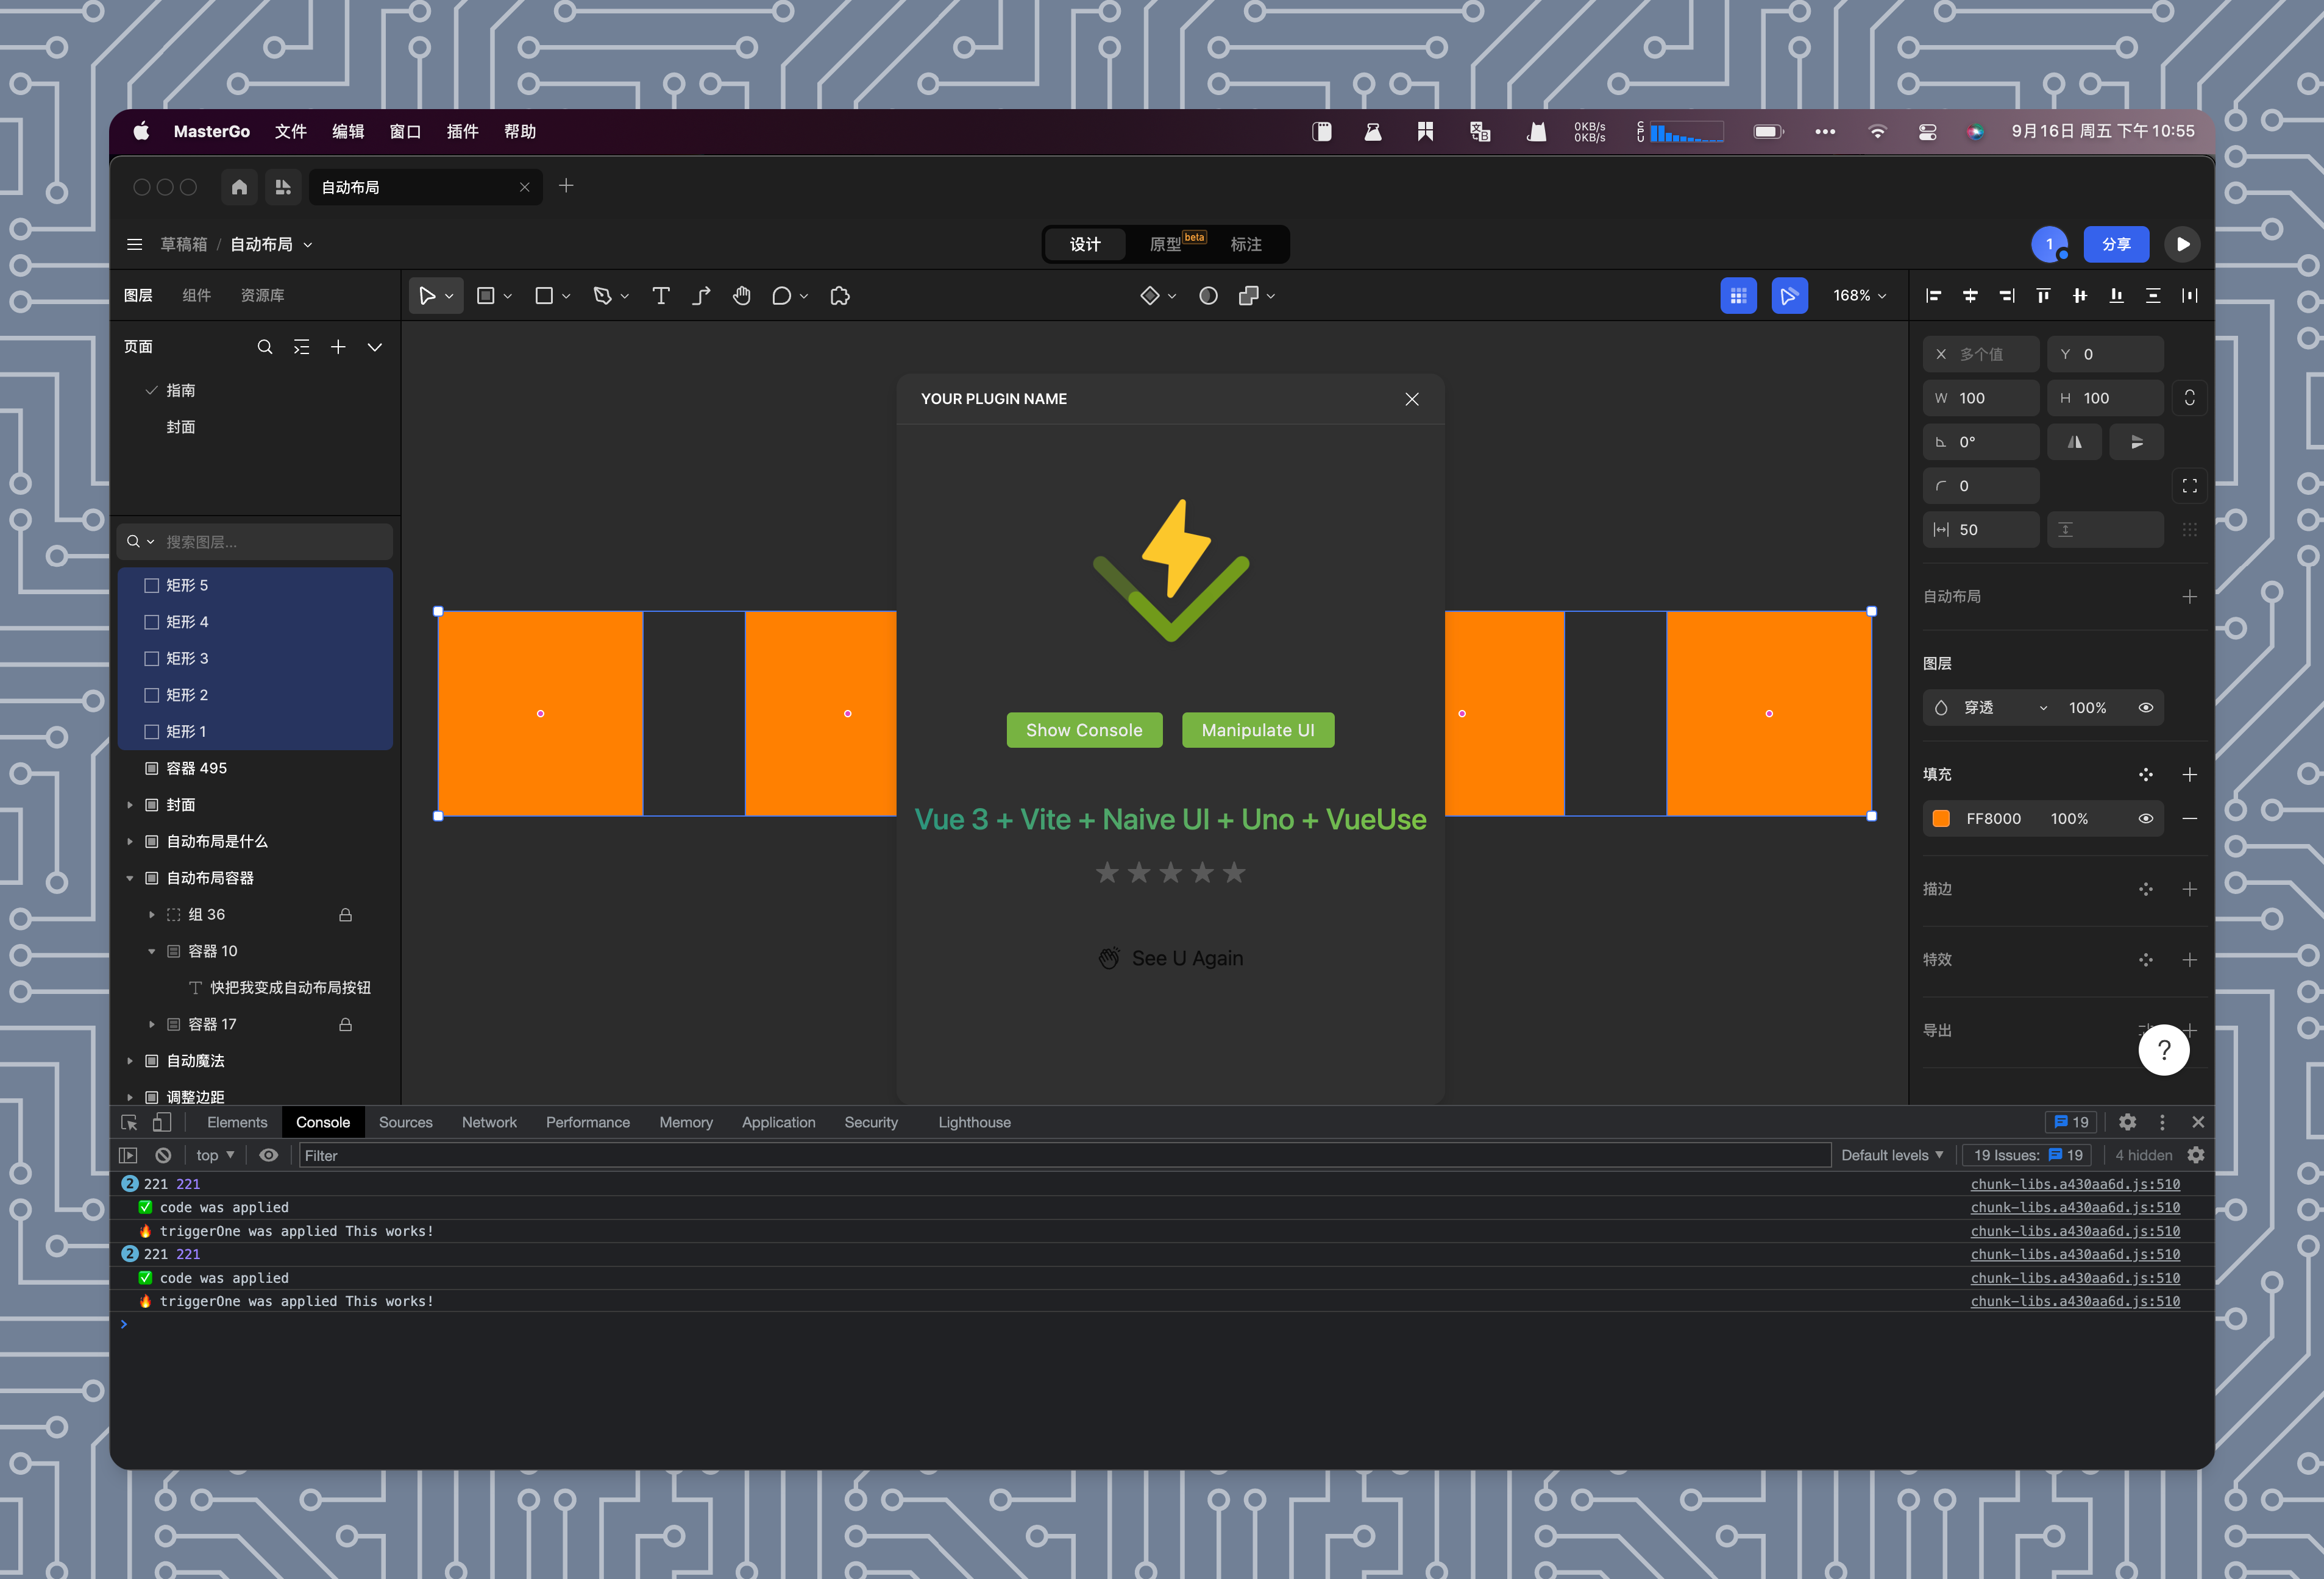 MasterGo 文件 编辑 窗口 插件 帮助
0KB/s
0KB/s
CPU
9月16日 周五 下午 10:55
自动布局
草稿箱 / 自动布局
设计 原型 beta 标注
1 分享
图层 组件 资源库
168%
页面
指南
封面
搜索图层...
矩形 5
矩形 4
矩形 3
矩形 2
矩形 1
容器 495
封面
自动布局是什么
自动布局容器
组 36
容器 10
快把我变成自动布局按钮
容器 17
自动魔法
调整边距
YOUR PLUGIN NAME
Show Console Manipulate UI
Vue 3 + Vite + Naive UI + Uno + VueUse
See U Again
X 多个值 Y 0
W 100 H 100
0°
0
50
自动布局
图层
穿透 100%
填充
FF8000 100%
描边
特效
导出
?
Elements Console Sources Network Performance Memory Application Security Lighthouse 19
top Filter Default levels 19 Issues: 19 4 hidden
2 221 221 chunk-libs.a430aa6d.js:510
✅ code was applied chunk-libs.a430aa6d.js:510
🔥 triggerOne was applied This works! chunk-libs.a430aa6d.js:510
2 221 221 chunk-libs.a430aa6d.js:510
✅ code was applied chunk-libs.a430aa6d.js:510
🔥 triggerOne was applied This works! chunk-libs.a430aa6d.js:510